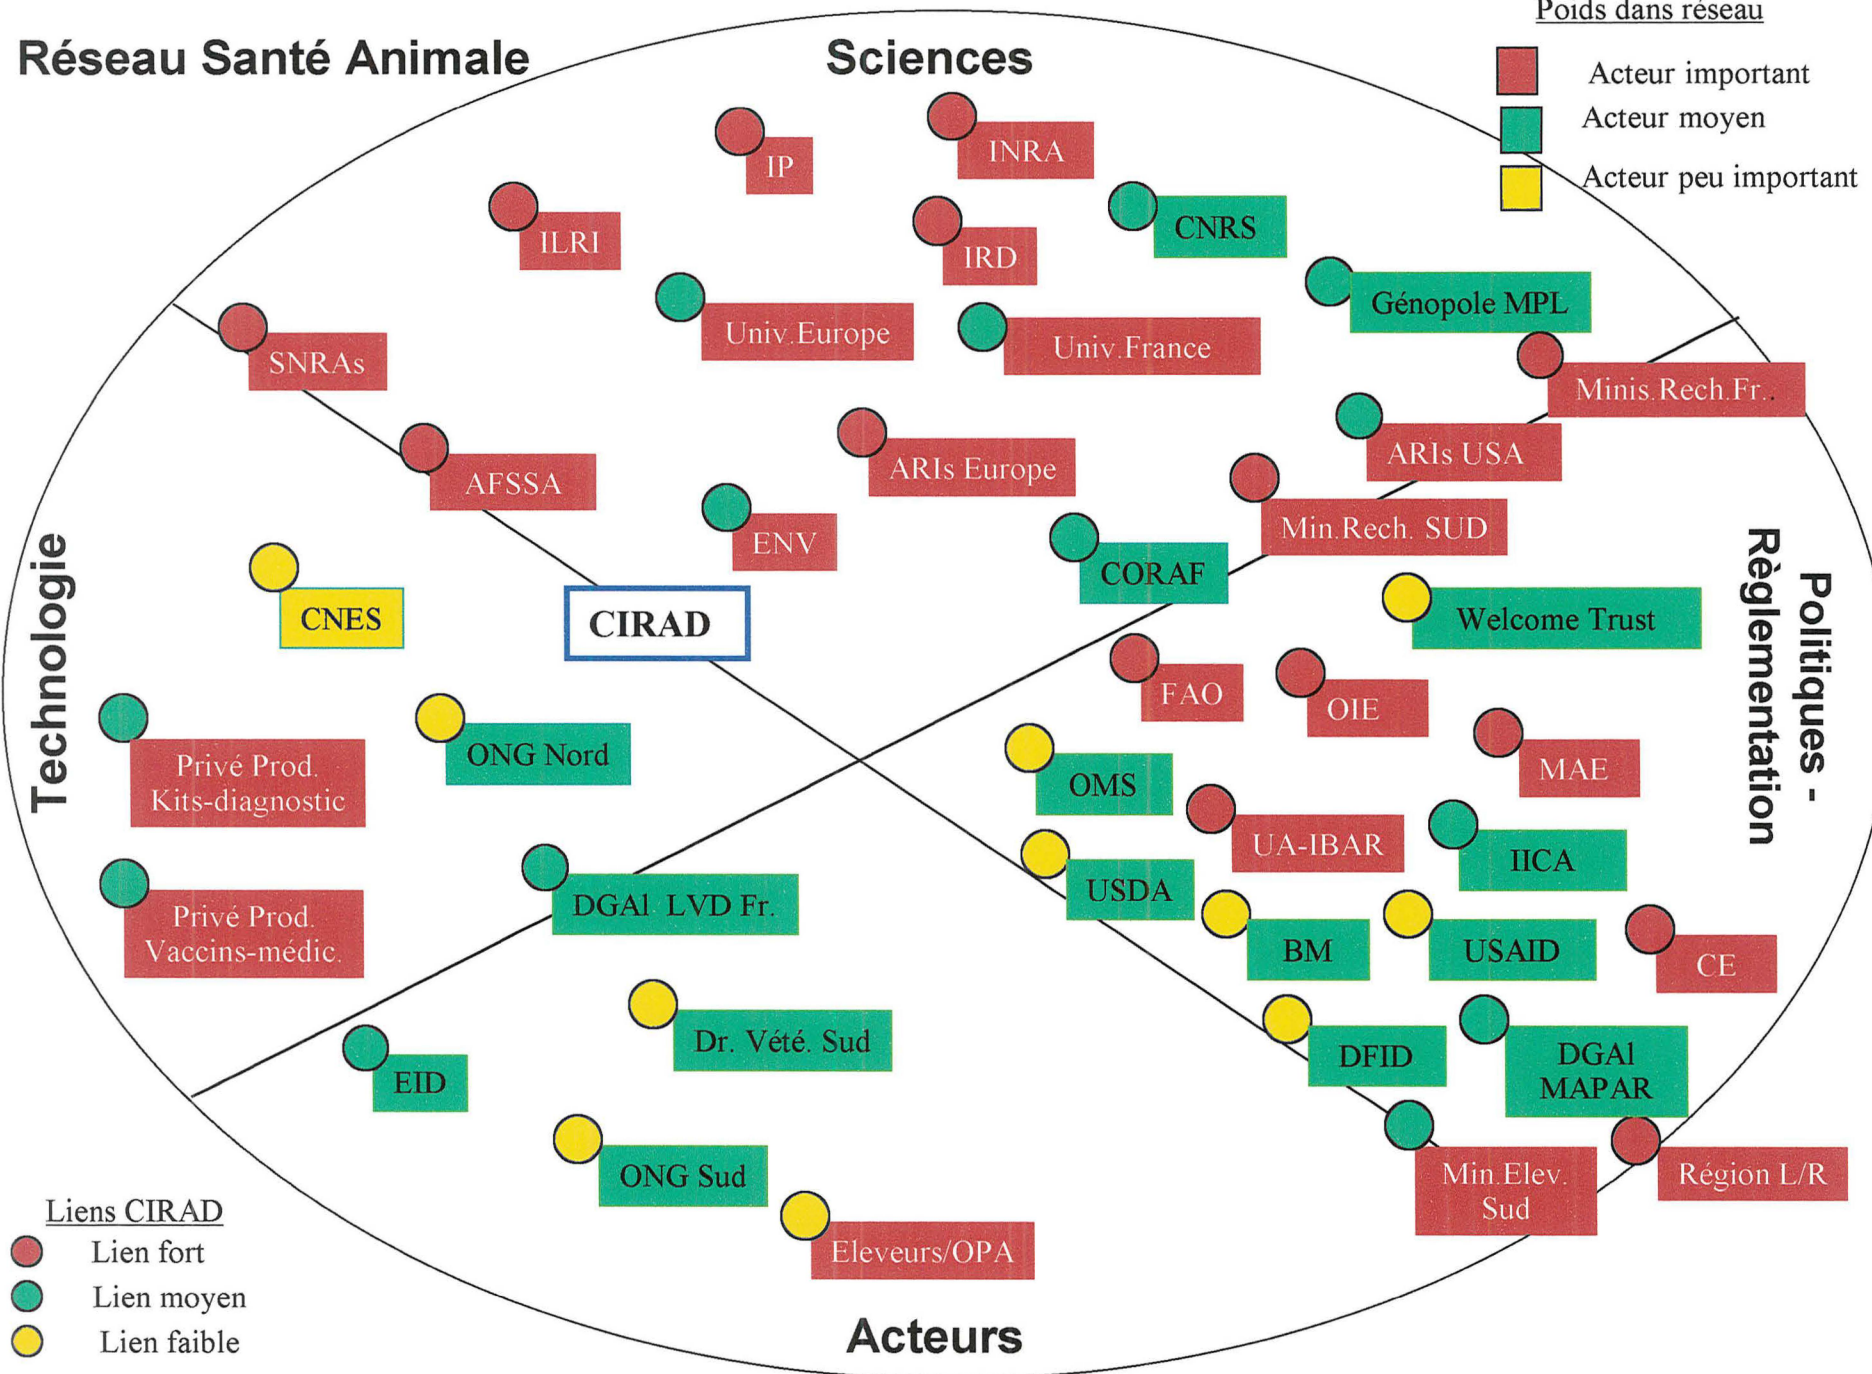 Réseau Santé Animale
Sciences
Poids dans réseau
Acteur important
Acteur moyen
Acteur peu important
IP
INRA
ILRI
IRD
CNRS
Génopole MPL
Univ.Europe
Univ.France
SNRAs
Minis.Rech.Fr..
ARIs USA
ARIs Europe
AFSSA
Min.Rech. SUD
ENV
CORAF
CNES
CIRAD
Welcome Trust
Technologie
Politiques -
Règlementation
FAO
OIE
MAE
ONG Nord
Privé Prod.
Kits-diagnostic
OMS
UA-IBAR
IICA
USDA
DGAl LVD Fr.
Privé Prod.
Vaccins-médic.
BM
USAID
CE
Dr. Vété. Sud
DFID
DGAl
MAPAR
EID
ONG Sud
Min.Elev.
Sud
Région L/R
Eleveurs/OPA
Liens CIRAD
Lien fort
Lien moyen
Lien faible
Acteurs